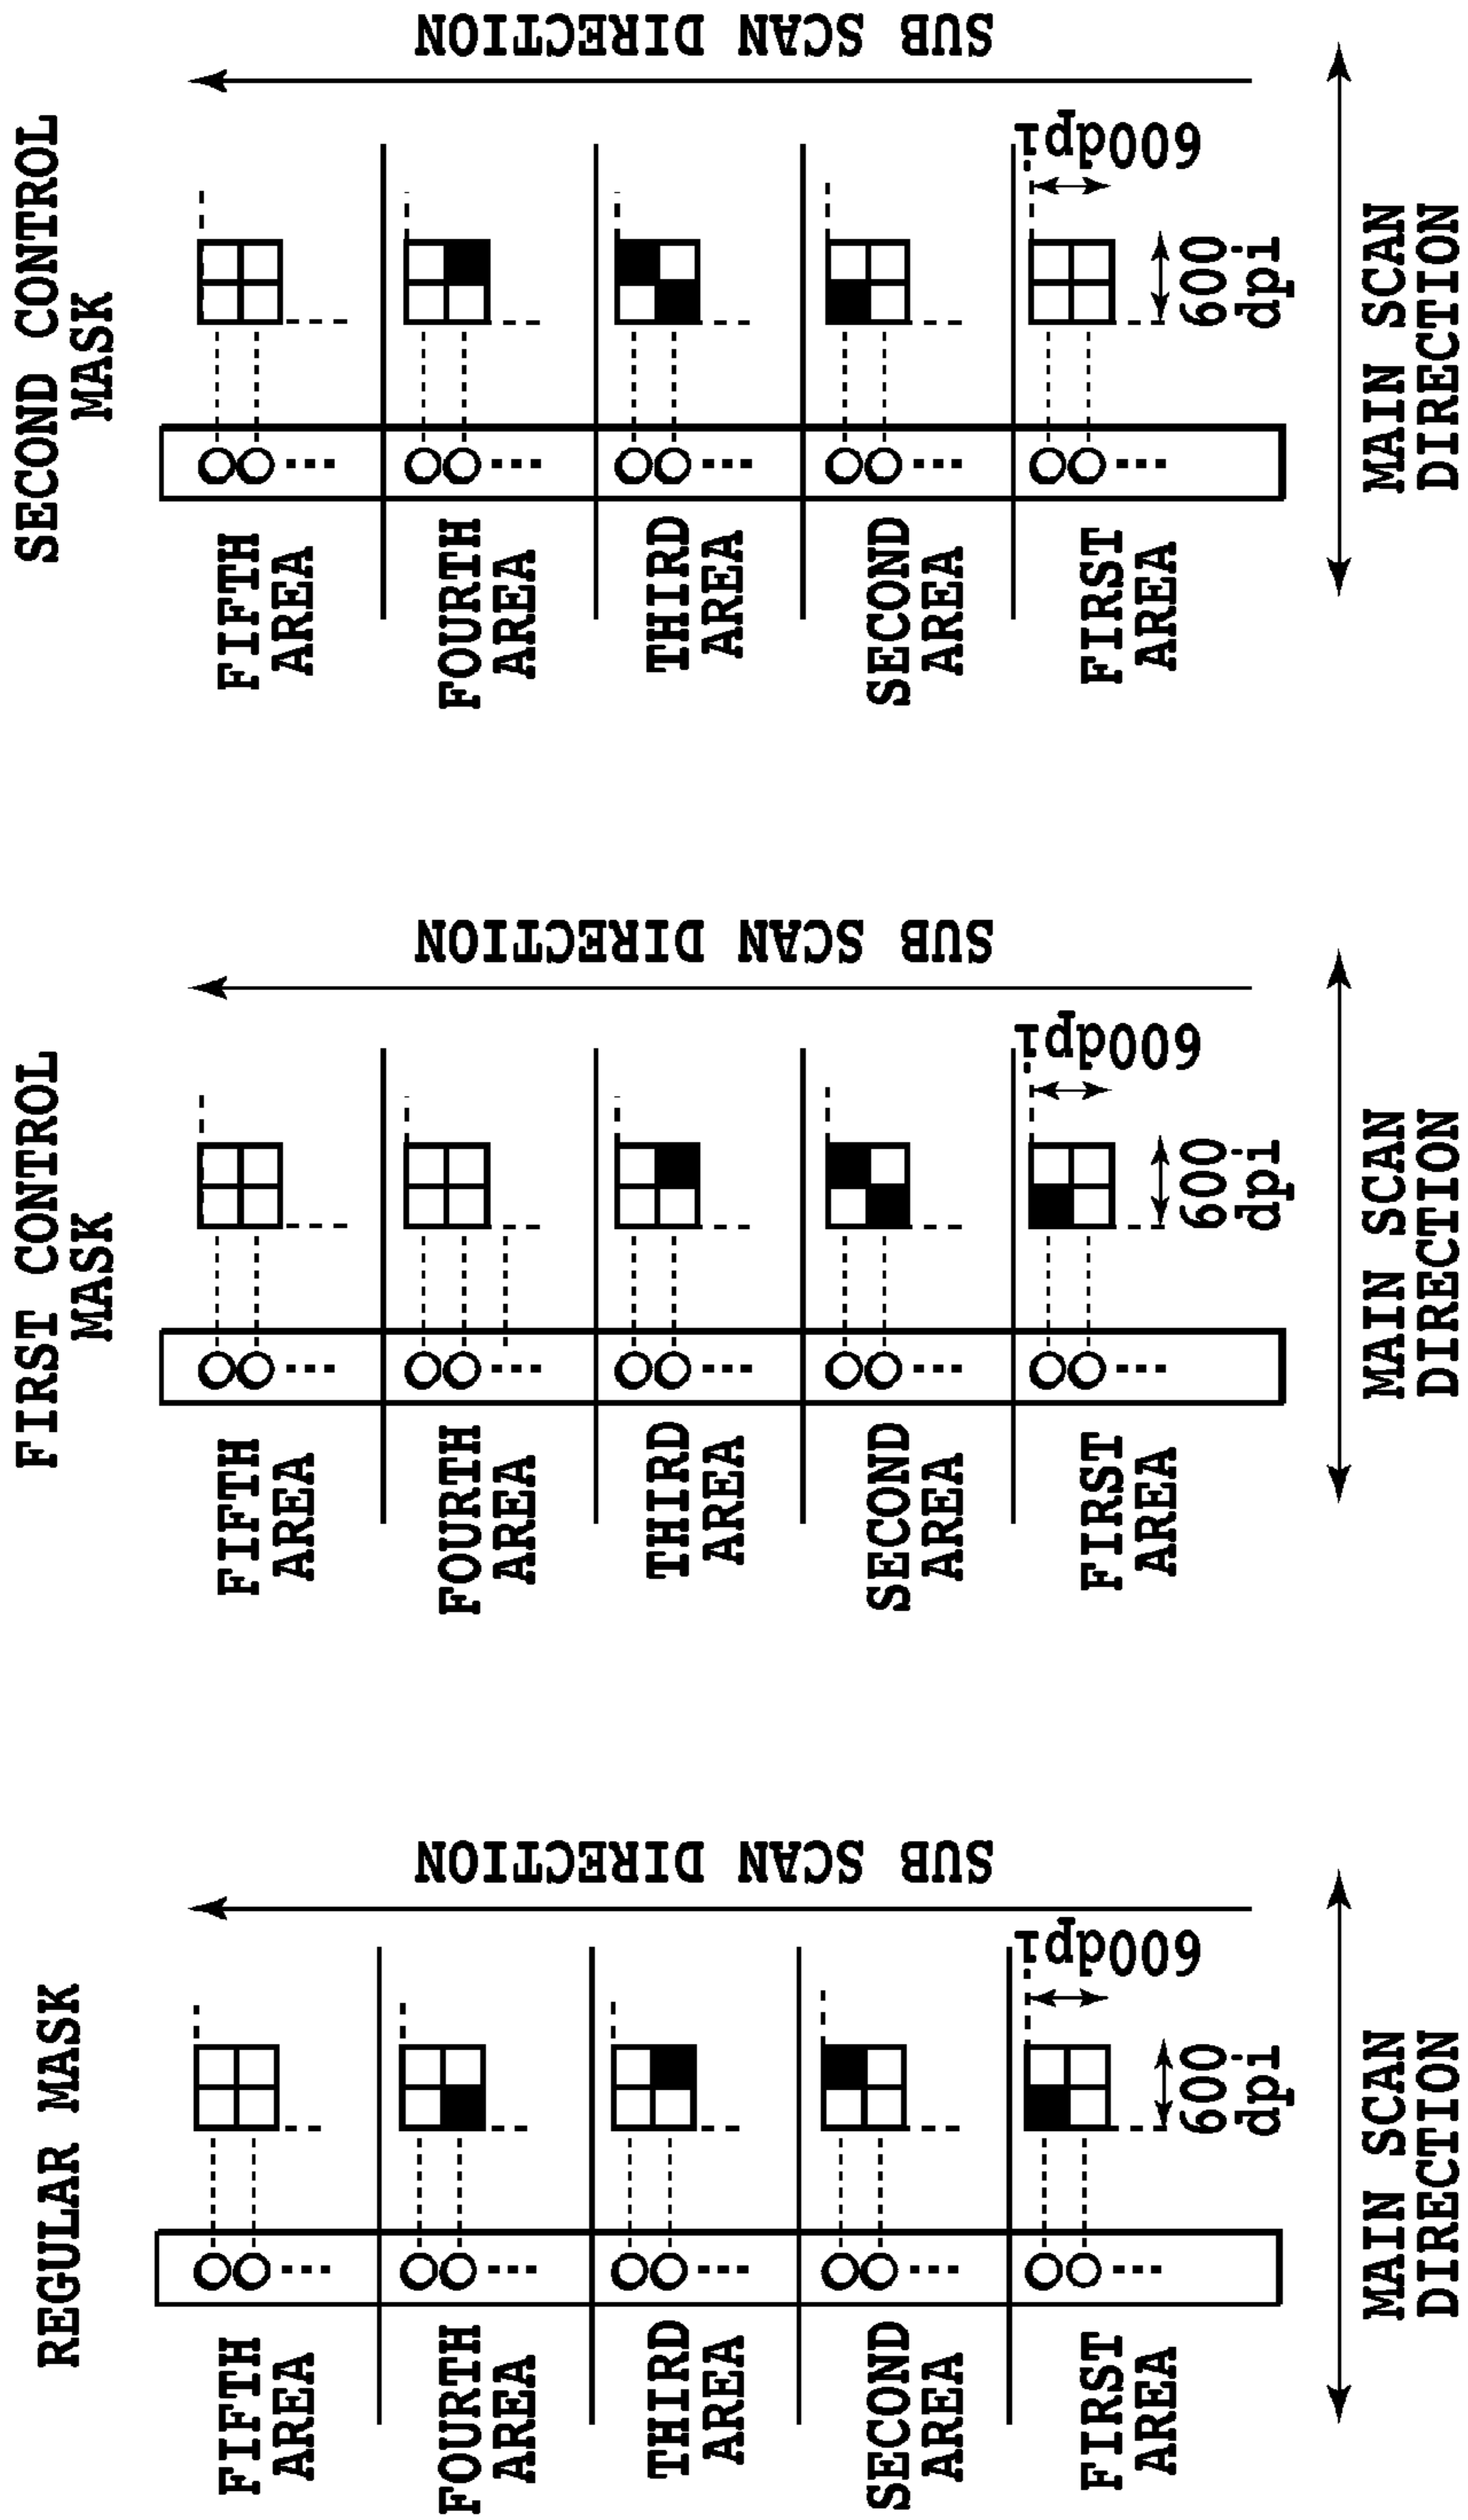 REGULAR MASK
FIFTH
AREA
FOURTH
AREA
THIRD
AREA
SECOND
AREA
FIRST
AREA
SUB SCAN DIRECTION
600dpi
600
dpi
MAIN SCAN
DIRECTION
FIRST CONTROL
MASK
FIFTH
AREA
FOURTH
AREA
THIRD
AREA
SECOND
AREA
FIRST
AREA
SUB SCAN DIRECTION
600dpi
600
dpi
MAIN SCAN
DIRECTION
SECOND CONTROL
MASK
FIFTH
AREA
FOURTH
AREA
THIRD
AREA
SECOND
AREA
FIRST
AREA
SUB SCAN DIRECTION
600dpi
600
dpi
MAIN SCAN
DIRECTION